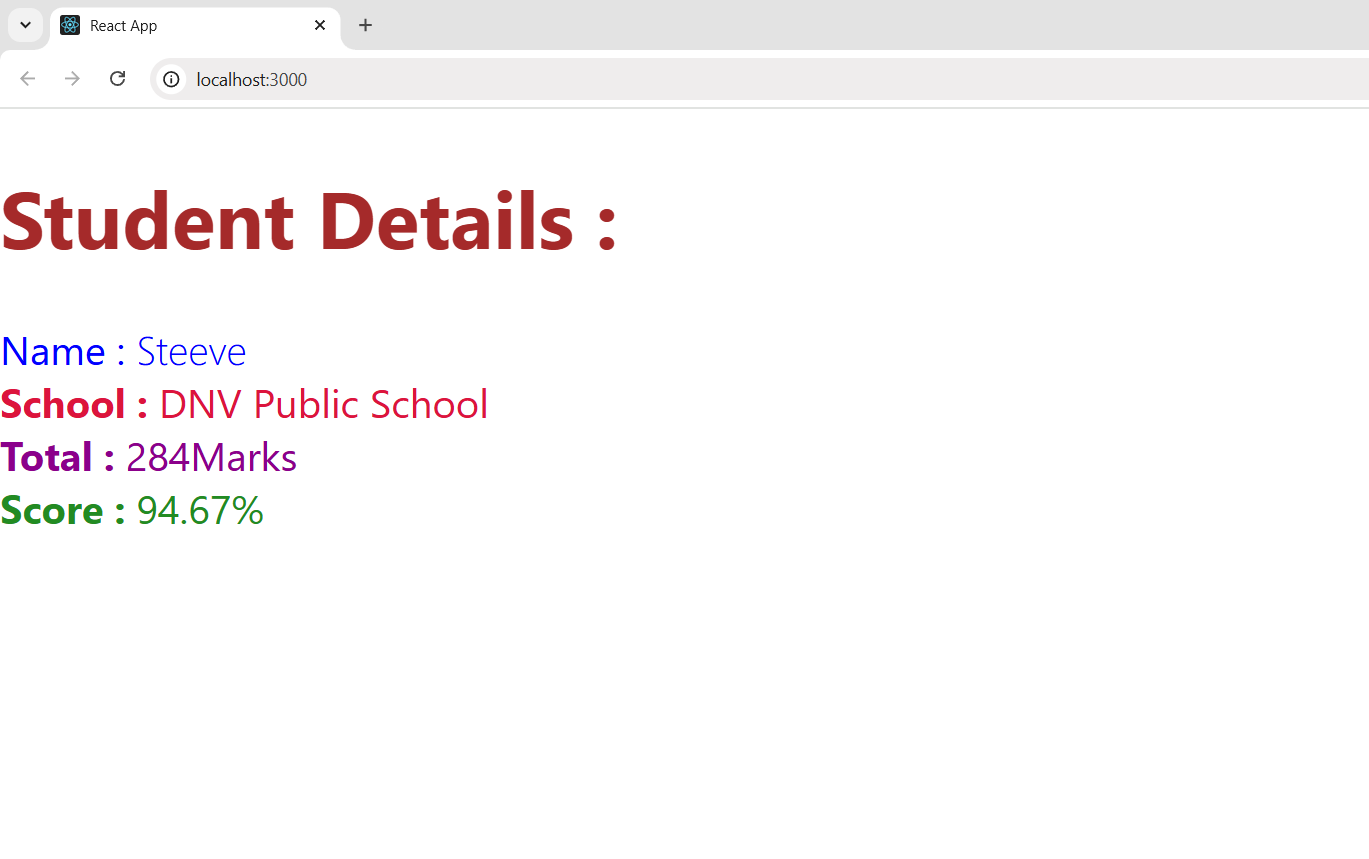 React App
localhost:3000
Student Details :
Name : Steeve
School : DNV Public School
Total : 284Marks
Score : 94.67%